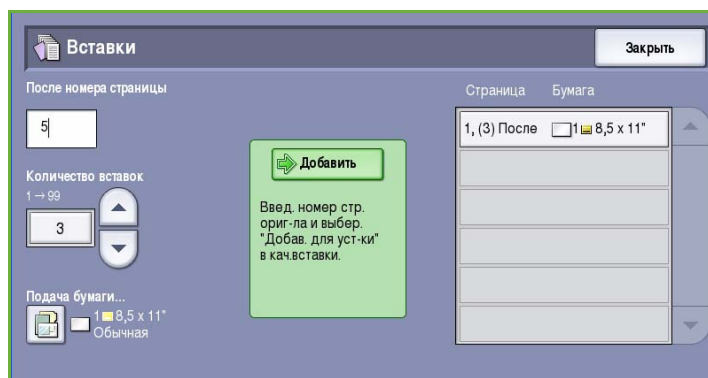 Вставки
Закрыть
После номера страницы
5
Количество вставок
1→99
3
Подача бумаги...
1 8,5 x 11"
Обычная
Добавить
Введ. номер стр.
ориг-ла и выбер.
"Добав. для уст-ки"
в кач.вставки.
Страница Бумага
1, (3) После 1 8,5 x 11"